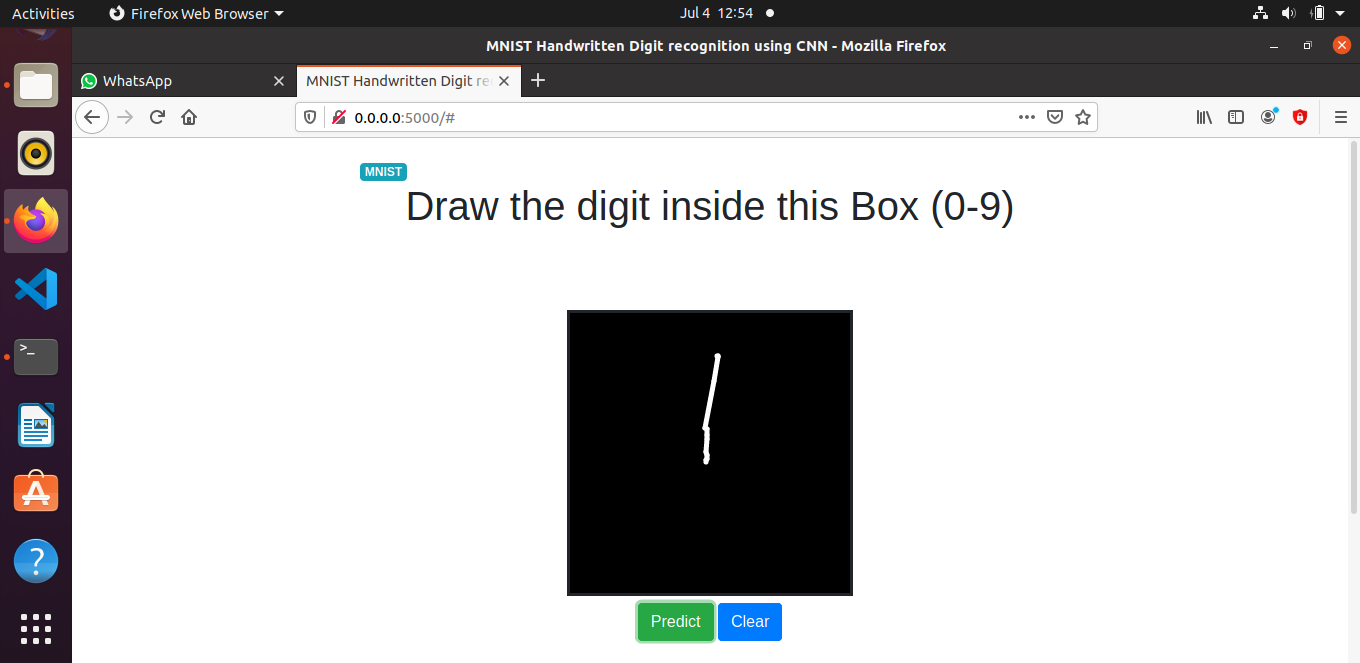 Activities Firefox Web Browser Jul 4 12:54
MNIST Handwritten Digit recognition using CNN - Mozilla Firefox
WhatsApp MNIST Handwritten Digit re
0.0.0.0:5000/#
MNIST
Draw the digit inside this Box (0-9)
>_
?
1
Predict Clear